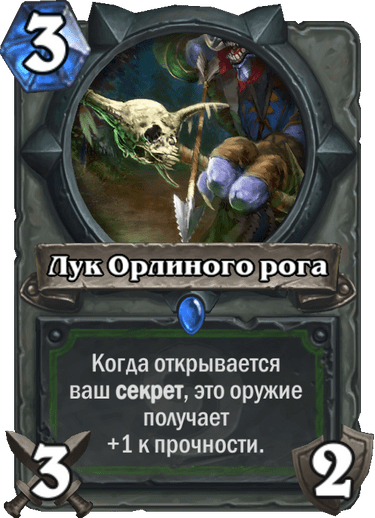 3
Лук Орлиного рога
Когда открывается
ваш секрет, это оружие
получает
+1 к прочности.
3
2